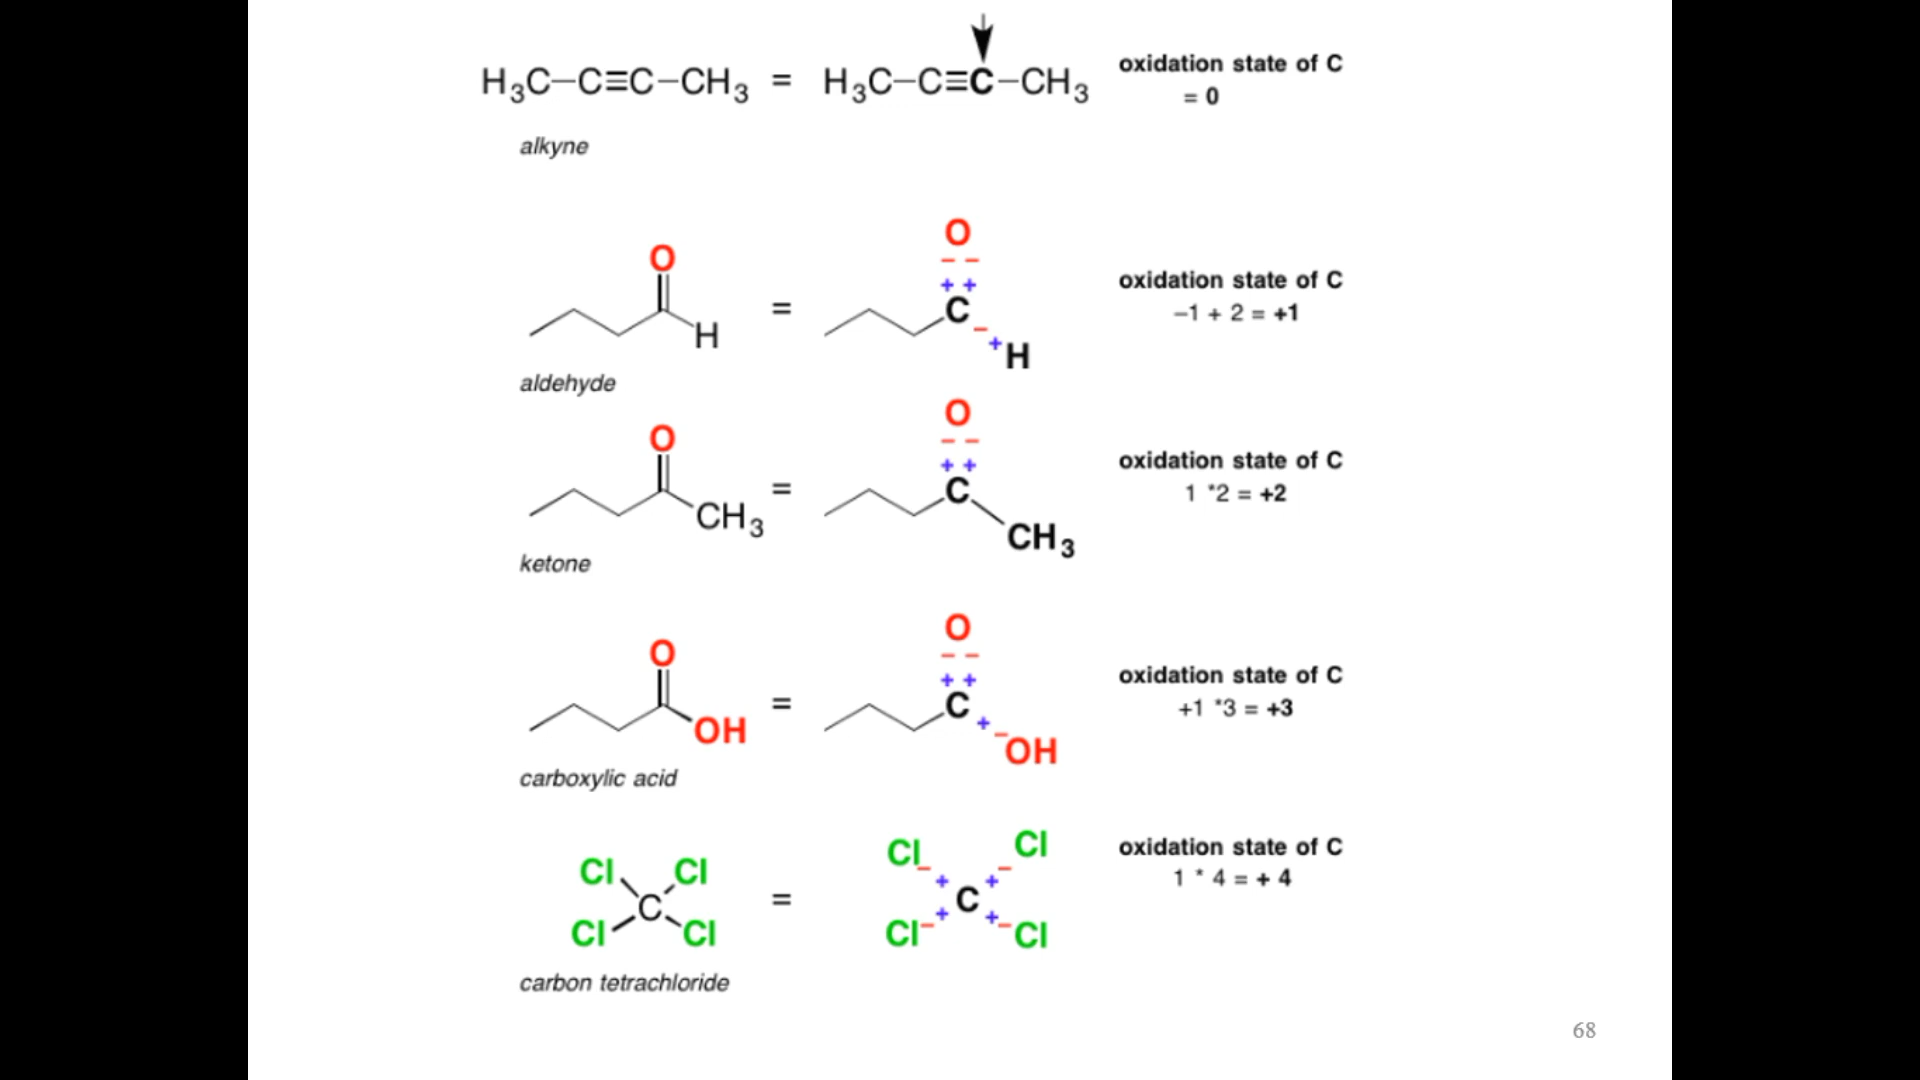 H3C–C≡C–CH3 = H3C–C≡C–CH3 oxidation state of C
= 0
alkyne
O
O
– –
+ +
C
oxidation state of C
–1 + 2 = +1
=
–
+
H
H
aldehyde
O
O
– –
+ +
C
oxidation state of C
1 *2 = +2
=
CH3
CH3
ketone
O
O
– –
+ +
C
oxidation state of C
+1 *3 = +3
=
+
–
OH
OH
carboxylic acid
Cl Cl
C
Cl Cl
=
Cl – – Cl
+ +
C
+ +
Cl – – Cl
oxidation state of C
1 * 4 = + 4
carbon tetrachloride
68